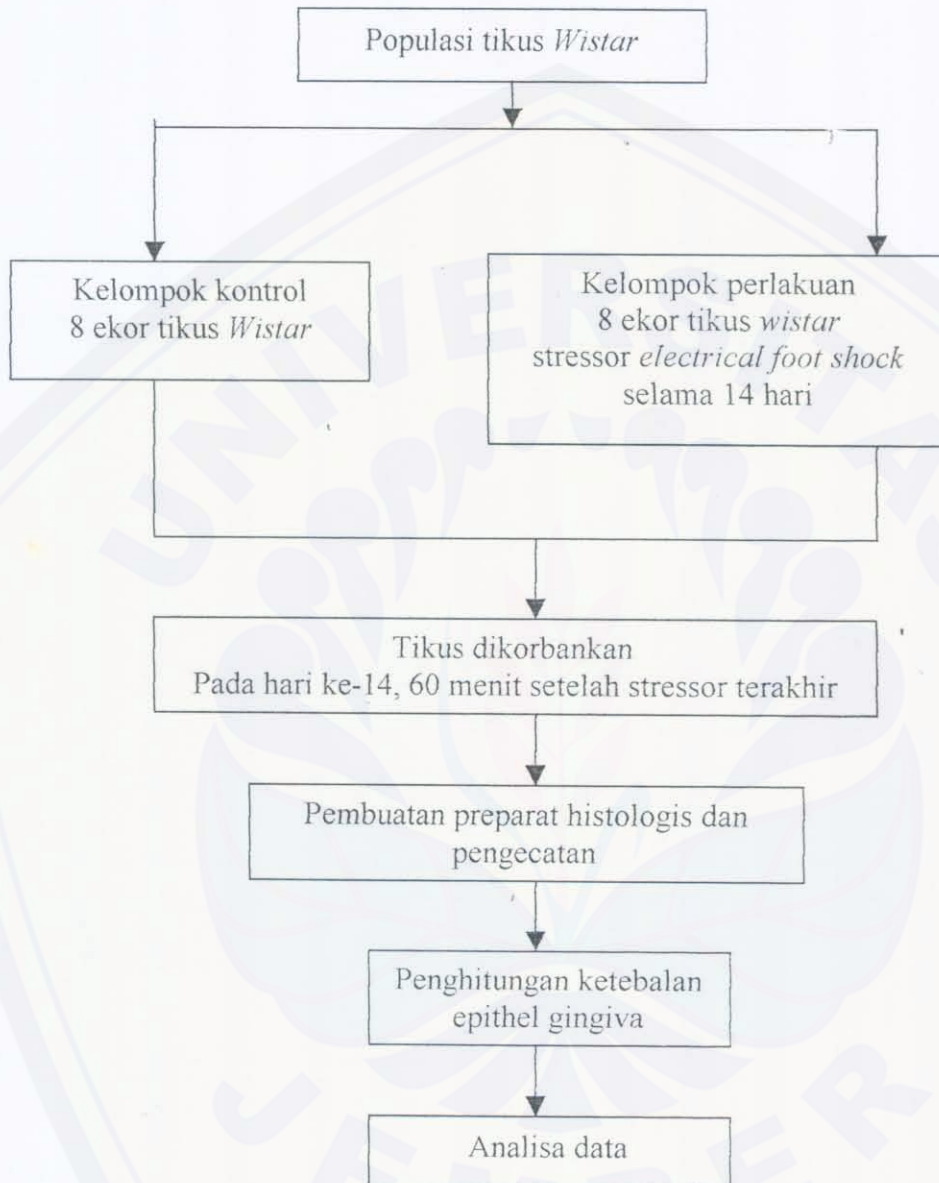 Populasi tikus Wistar
Kelompok kontrol
8 ekor tikus Wistar
Kelompok perlakuan
8 ekor tikus wistar
stressor electrical foot shock
selama 14 hari
Tikus dikorbankan
Pada hari ke-14, 60 menit setelah stressor terakhir
Pembuatan preparat histologis dan
pengecatan
Penghitungan ketebalan
epithel gingiva
Analisa data
UNIVERSITAS
JEMBER